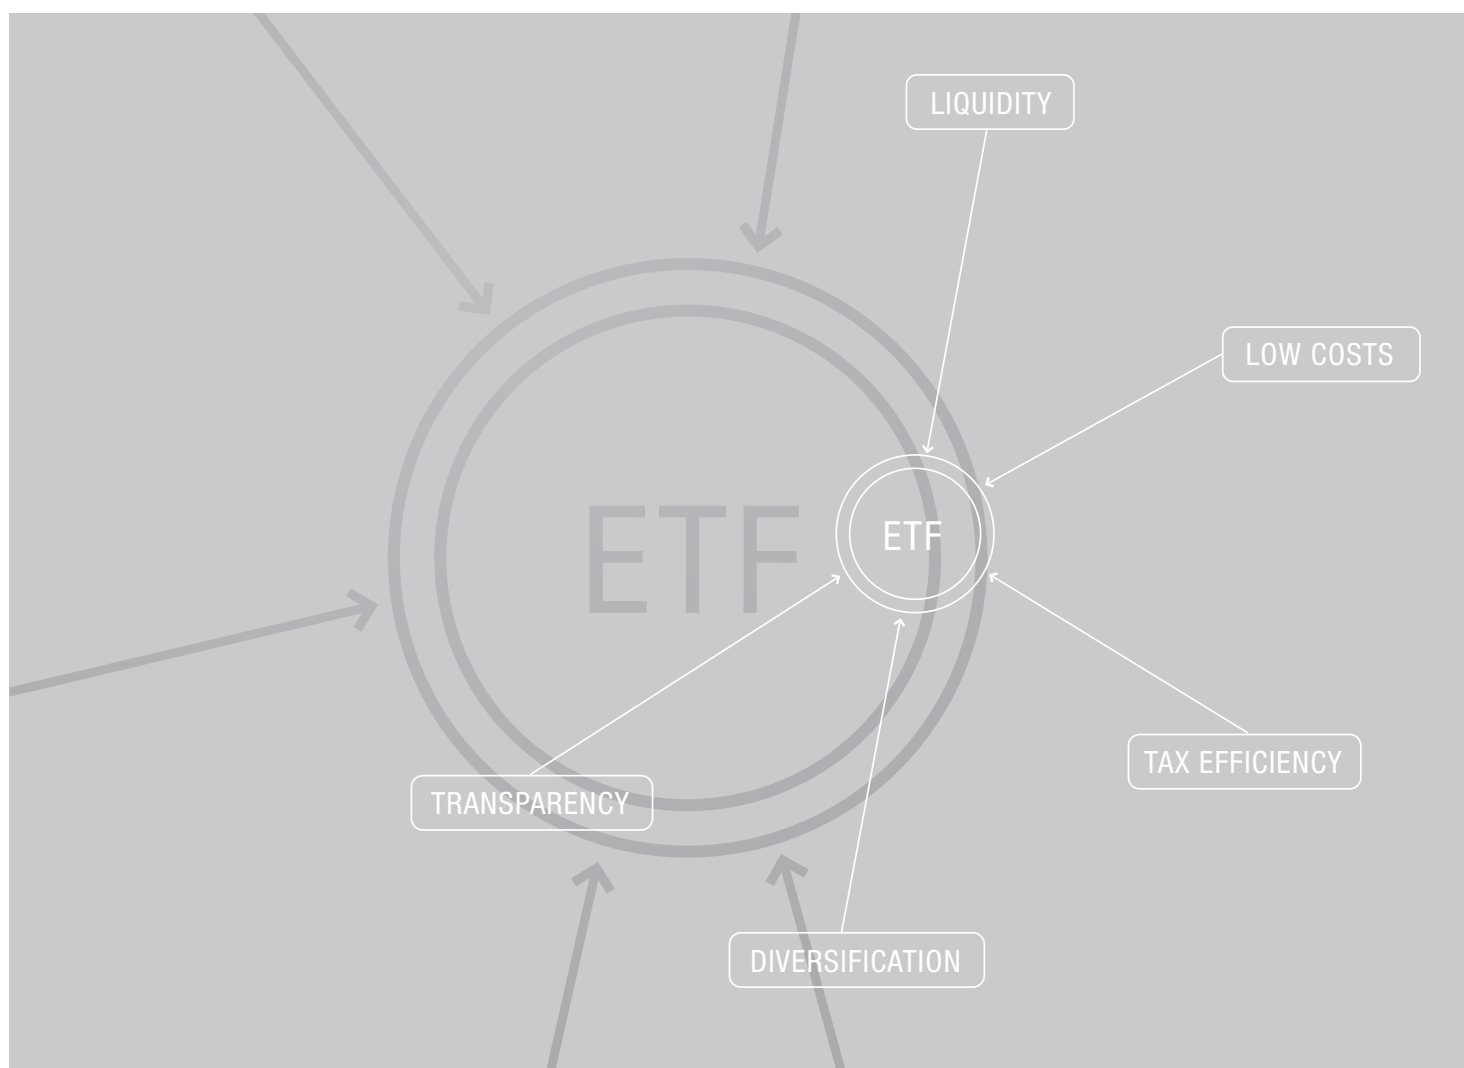 LIQUIDITY
LOW COSTS
ETF
ETF
TAX EFFICIENCY
TRANSPARENCY
DIVERSIFICATION